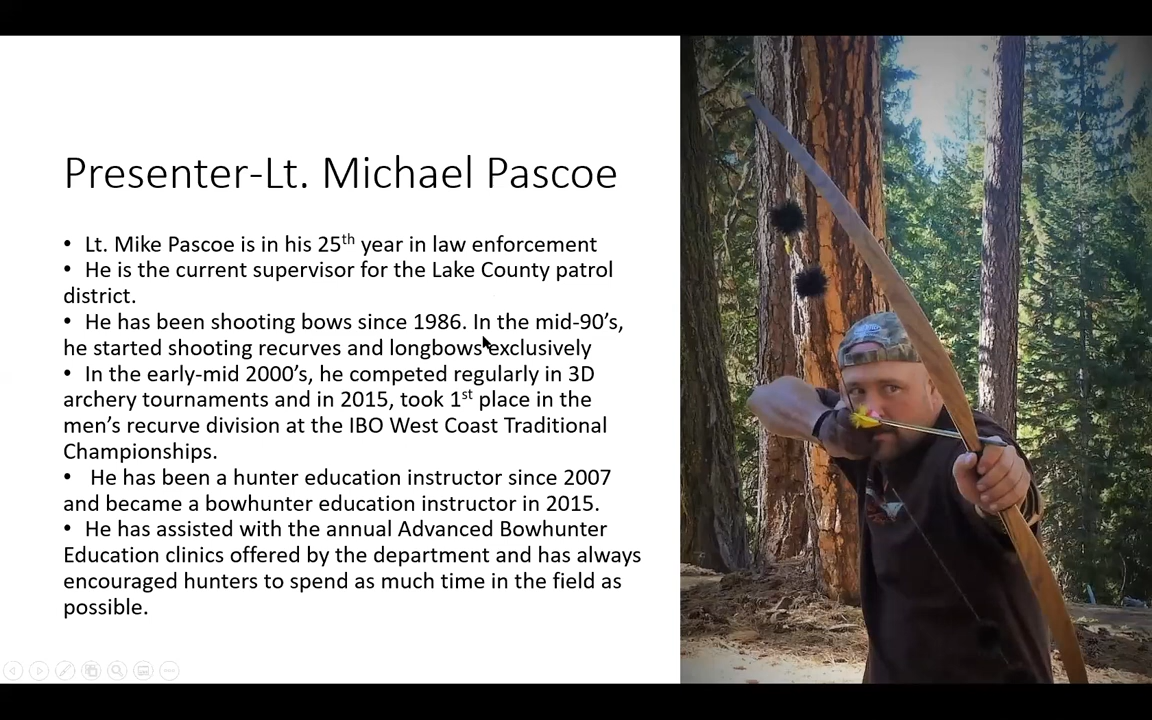 Presenter-Lt. Michael Pascoe
• Lt. Mike Pascoe is in his 25th year in law enforcement
• He is the current supervisor for the Lake County patrol
district.
• He has been shooting bows since 1986. In the mid-90’s,
he started shooting recurves and longbows exclusively
• In the early-mid 2000’s, he competed regularly in 3D
archery tournaments and in 2015, took 1st place in the
men’s recurve division at the IBO West Coast Traditional
Championships.
• He has been a hunter education instructor since 2007
and became a bowhunter education instructor in 2015.
• He has assisted with the annual Advanced Bowhunter
Education clinics offered by the department and has always
encouraged hunters to spend as much time in the field as
possible.